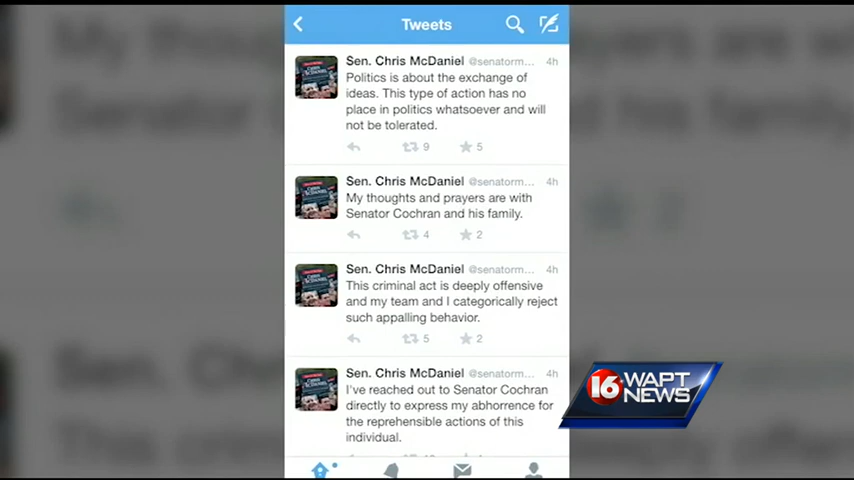 Tweets
Sen. Chris McDaniel @senatorm... 4h
Politics is about the exchange of
ideas. This type of action has no
place in politics whatsoever and will
not be tolerated.
9 5
Sen. Chris McDaniel @senatorm... 4h
My thoughts and prayers are with
Senator Cochran and his family.
4 2
Sen. Chris McDaniel @senatorm... 4h
This criminal act is deeply offensive
and my team and I categorically reject
such appalling behavior.
5 2
Sen. Chris McDaniel @senatorm... 4h
I've reached out to Senator Cochran
directly to express my abhorrence for
the reprehensible actions of this
individual.
16 WAPT
NEWS